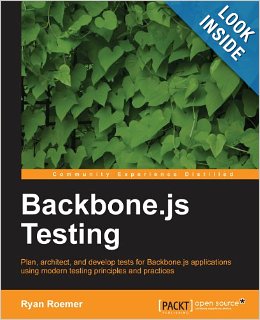 LOOK
INSIDE
Community Experience Distilled
Backbone.js
Testing
Plan, architect, and develop tests for Backbone.js applications
using modern testing principles and practices
Ryan Roemer
PACKT
PUBLISHING
open source